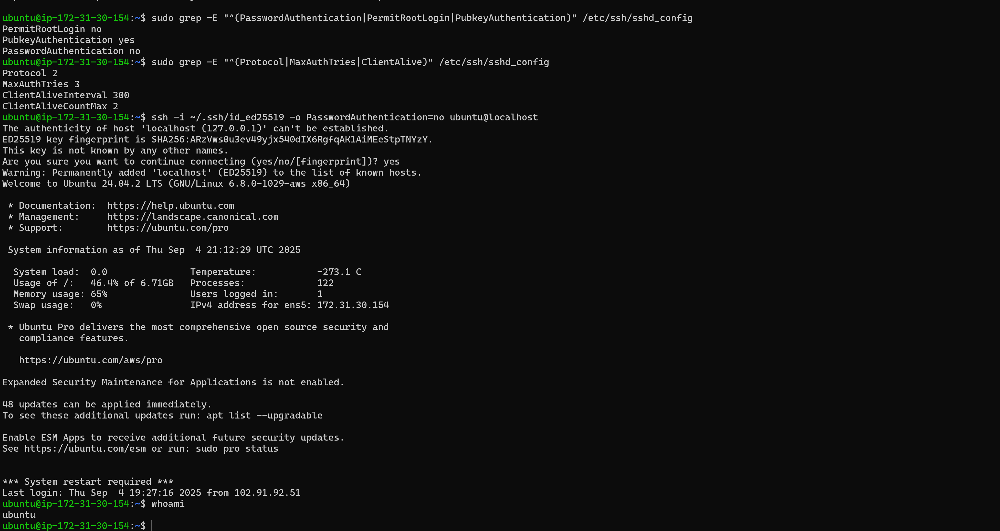 ubuntu@ip-172-31-30-154:~$ sudo grep -E "^(PasswordAuthentication|PermitRootLogin|PubkeyAuthentication)" /etc/ssh/sshd_config
PermitRootLogin no
PubkeyAuthentication yes
PasswordAuthentication no
ubuntu@ip-172-31-30-154:~$ sudo grep -E "^(Protocol|MaxAuthTries|ClientAlive)" /etc/ssh/sshd_config
Protocol 2
MaxAuthTries 3
ClientAliveInterval 300
ClientAliveCountMax 2
ubuntu@ip-172-31-30-154:~$ ssh -i ~/.ssh/id_ed25519 -o PasswordAuthentication=no ubuntu@localhost
The authenticity of host 'localhost (127.0.0.1)' can't be established.
ED25519 key fingerprint is SHA256:ARzVws0u3ev49yjx540dIX6RgfqAK1AiMEeStpTNYzY.
This key is not known by any other names.
Are you sure you want to continue connecting (yes/no/[fingerprint])? yes
Warning: Permanently added 'localhost' (ED25519) to the list of known hosts.
Welcome to Ubuntu 24.04.2 LTS (GNU/Linux 6.8.0-1029-aws x86_64)
* Documentation:  https://help.ubuntu.com
* Management:     https://landscape.canonical.com
* Support:        https://ubuntu.com/pro
System information as of Thu Sep  4 21:12:29 UTC 2025
System load:  0.0               Temperature:           -273.1 C
Usage of /:   46.4% of 6.71GB   Processes:             122
Memory usage: 65%               Users logged in:       1
Swap usage:   0%                IPv4 address for ens5: 172.31.30.154
* Ubuntu Pro delivers the most comprehensive open source security and
compliance features.
https://ubuntu.com/aws/pro
Expanded Security Maintenance for Applications is not enabled.
48 updates can be applied immediately.
To see these additional updates run: apt list --upgradable
Enable ESM Apps to receive additional future security updates.
See https://ubuntu.com/esm or run: sudo pro status
*** System restart required ***
Last login: Thu Sep  4 19:27:16 2025 from 102.91.92.51
ubuntu@ip-172-31-30-154:~$ whoami
ubuntu
ubuntu@ip-172-31-30-154:~$